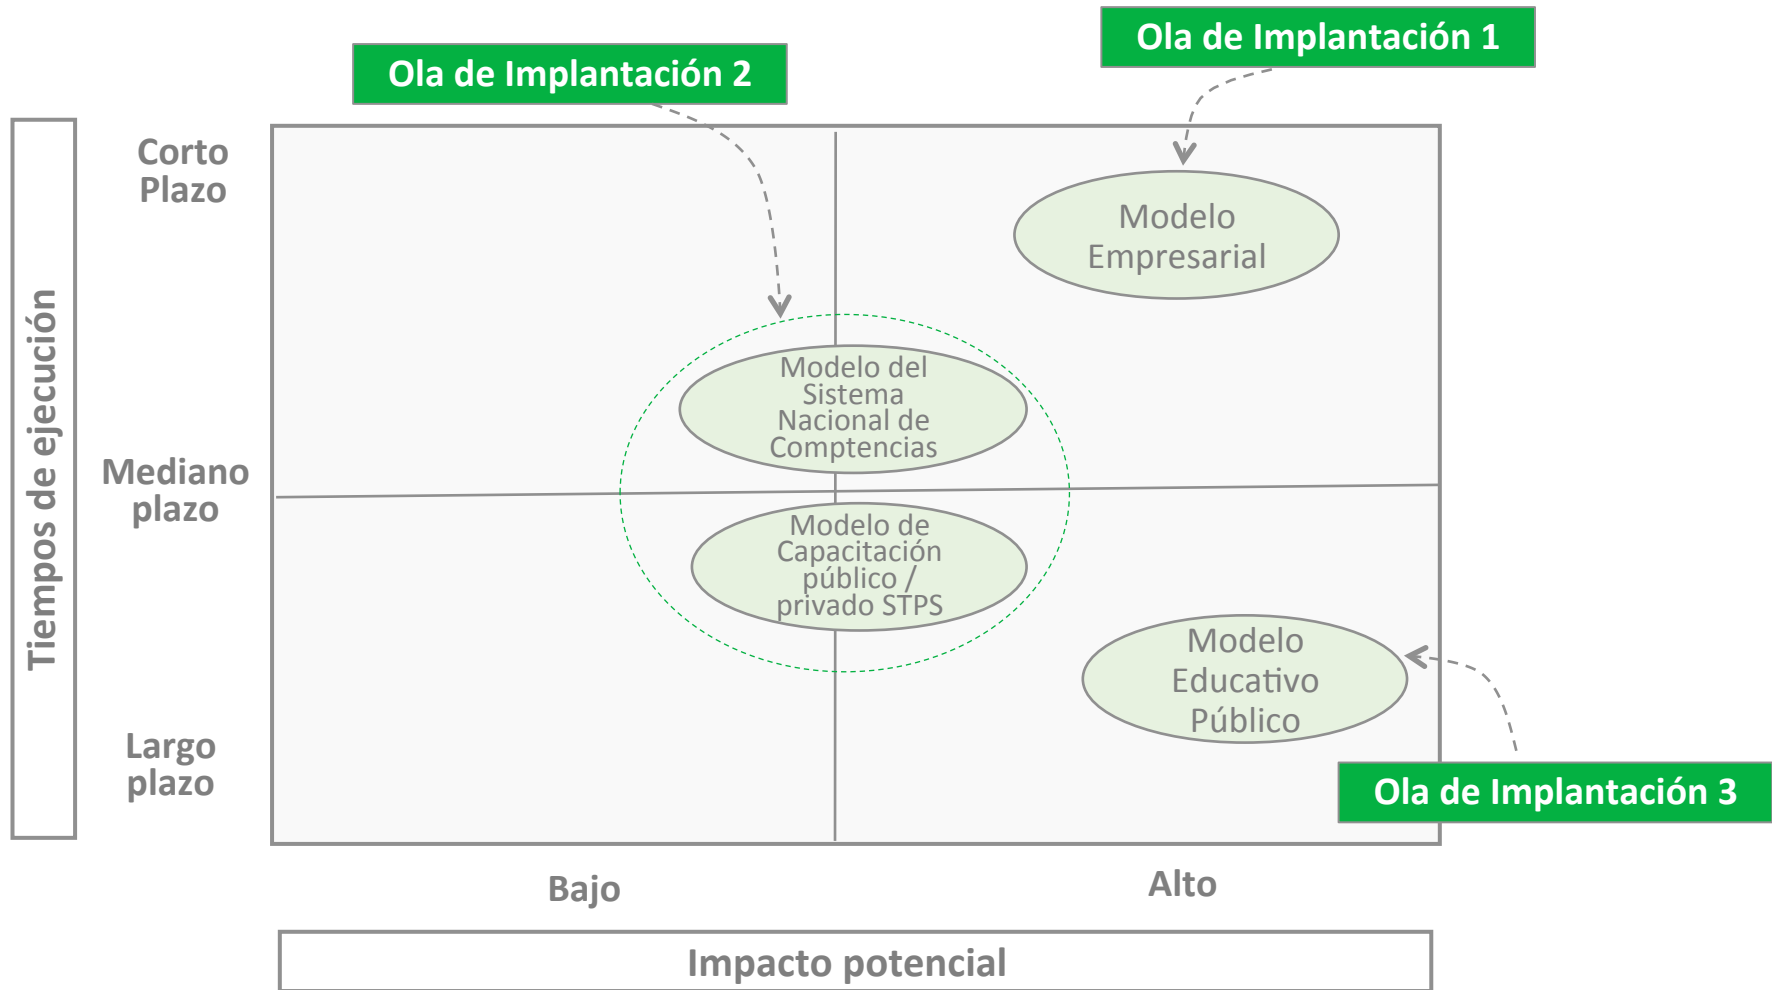 Ola de Implantación 1
Ola de Implantación 2
Tiempos de ejecución
Corto
Plazo
Modelo
Empresarial
Modelo del
Sistema
Nacional de
Comptencias
Mediano
plazo
Modelo de
Capacitación
público /
privado STPS
Modelo
Educativo
Público
Largo
plazo
Ola de Implantación 3
Bajo
Alto
Impacto potencial